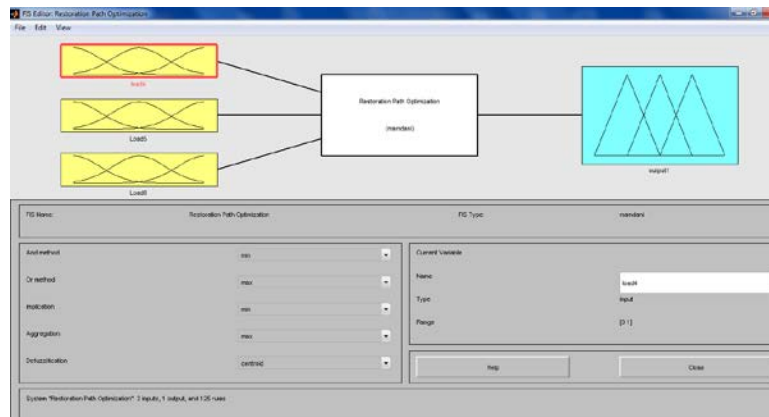 FIS Editor: Restoration Path Optimization
File Edit View
load4
Load5
Load8
Restoration Path Optimization
(mamdani)
output1
FIS Name: Restoration Path Optimization FIS Type: mamdani
And method min
Or method max
Implication min
Aggregation max
Defuzzification centroid
Current Variable
Name load4
Type input
Range [0 1]
Help Close
System "Restoration Path Optimization": 3 inputs, 1 output, and 125 rules